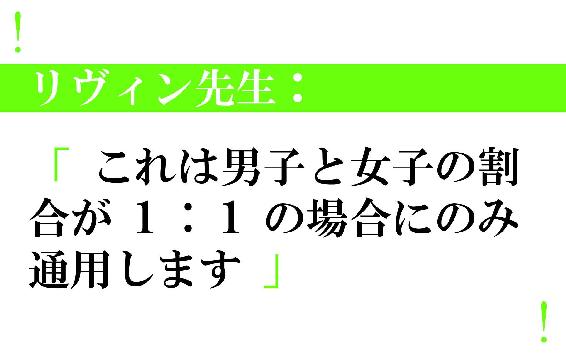 !
リヴィン先生：
「 これは男子と女子の割
合が 1：1 の場合にのみ
通用します 」
!